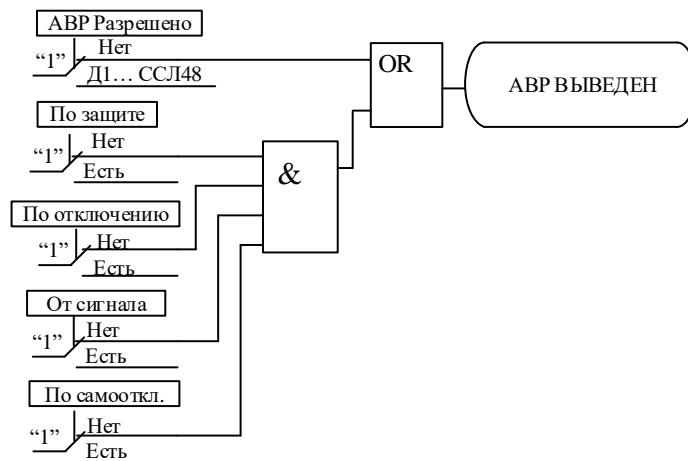 АВР Разрешено
Нет
“1”
Д1... ССЛ48
OR
АВР ВЫВЕДЕН
По защите
Нет
“1”
Есть
&
По отключению
Нет
“1”
Есть
От сигнала
Нет
“1”
Есть
По самооткл.
Нет
“1”
Есть